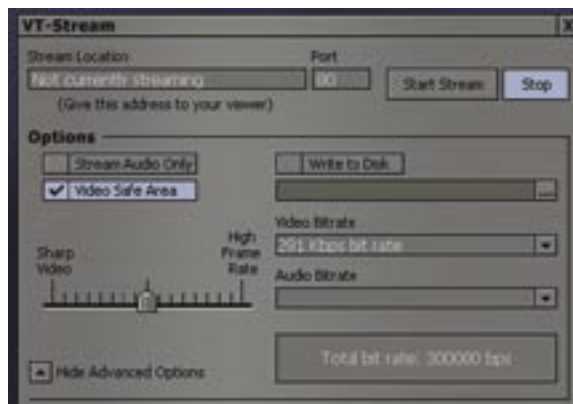 VT-Stream X
Stream Location
Port
Not currently streaming
80
Start Stream
Stop
(Give this address to your viewer)
Options
Stream Audio Only
Write to Disk
Video Safe Area
...
Video Bitrate
291 Kbps bit rate
Sharp
Video
High
Frame
Rate
Audio Bitrate
Total bit rate: 300000 bps
Hide Advanced Options